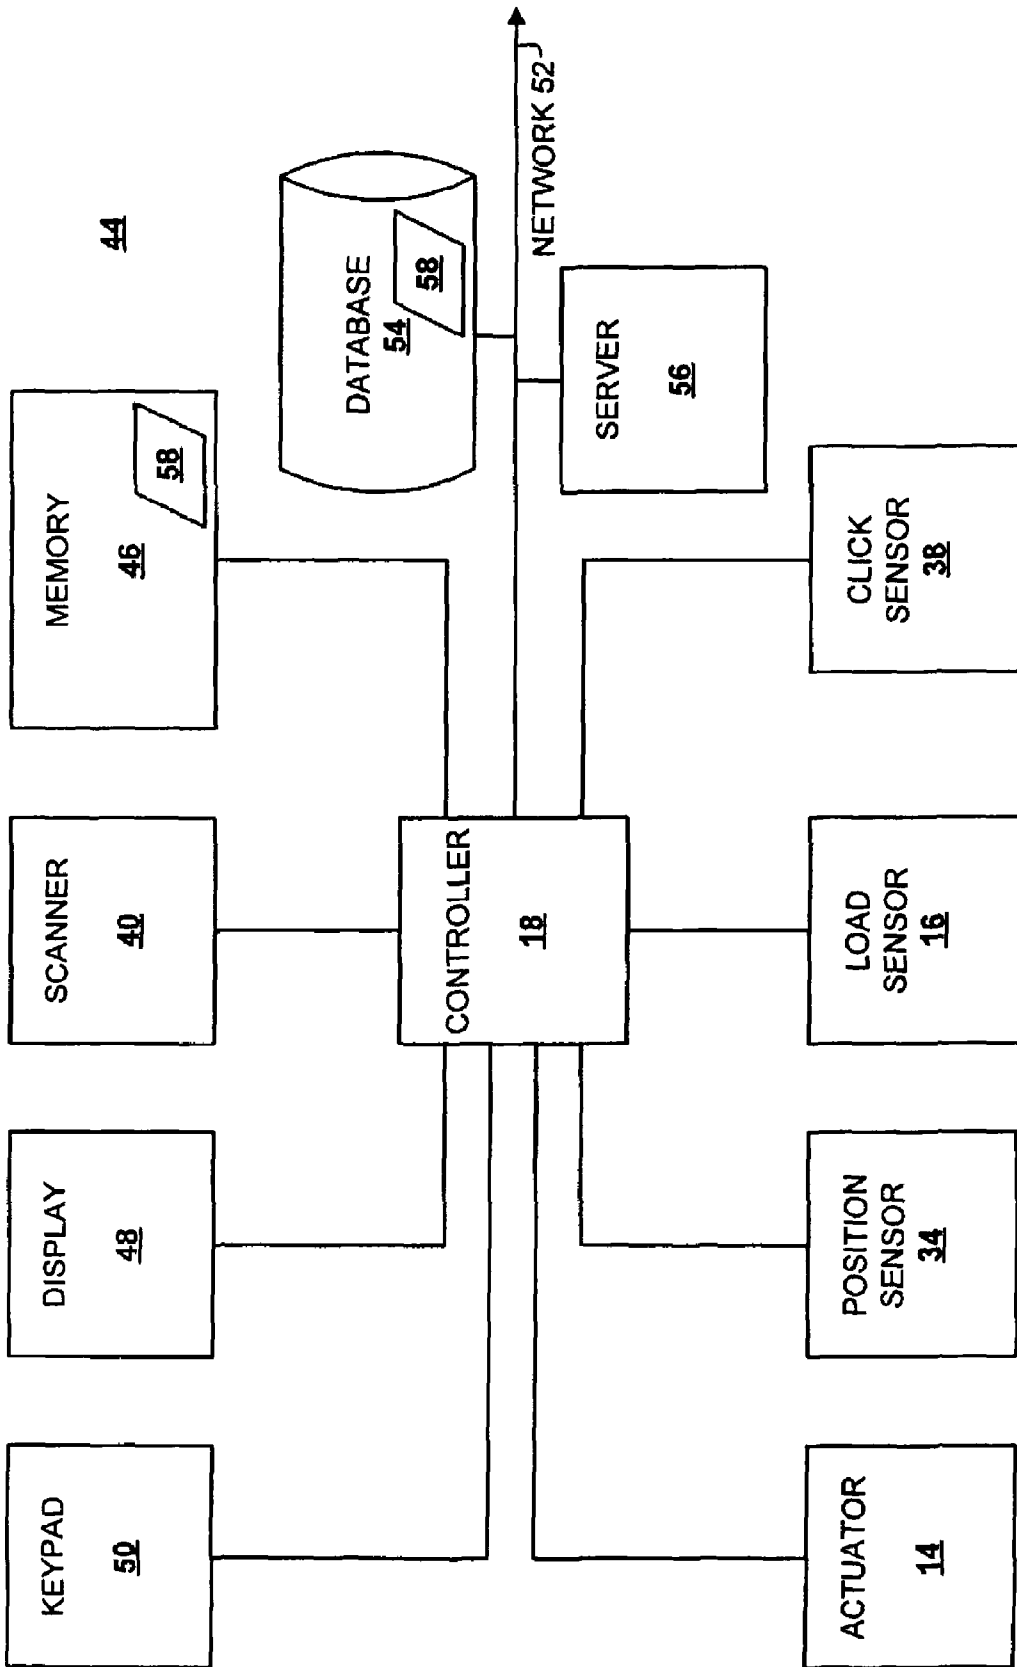 KEYPAD
50
DISPLAY
48
SCANNER
40
MEMORY
46
58
44
CONTROLLER
18
DATABASE
54
58
NETWORK 52
SERVER
56
ACTUATOR
14
POSITION
SENSOR
34
LOAD
SENSOR
16
CLICK
SENSOR
38